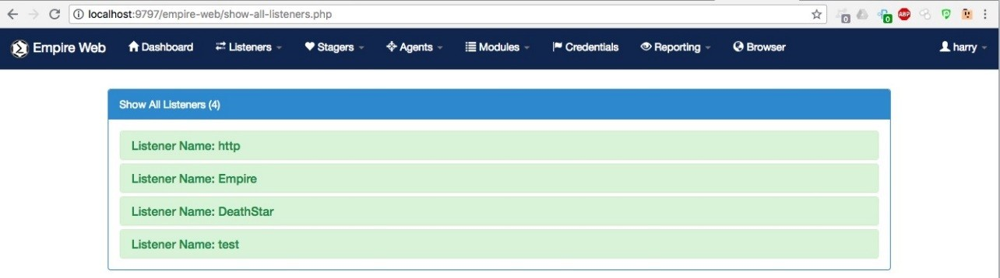 localhost:9797/empire-web/show-all-listeners.php
0
0
ABP
Empire Web Dashboard Listeners Stagers Agents Modules Credentials Reporting Browser harry
Show All Listeners (4)
Listener Name: http
Listener Name: Empire
Listener Name: DeathStar
Listener Name: test